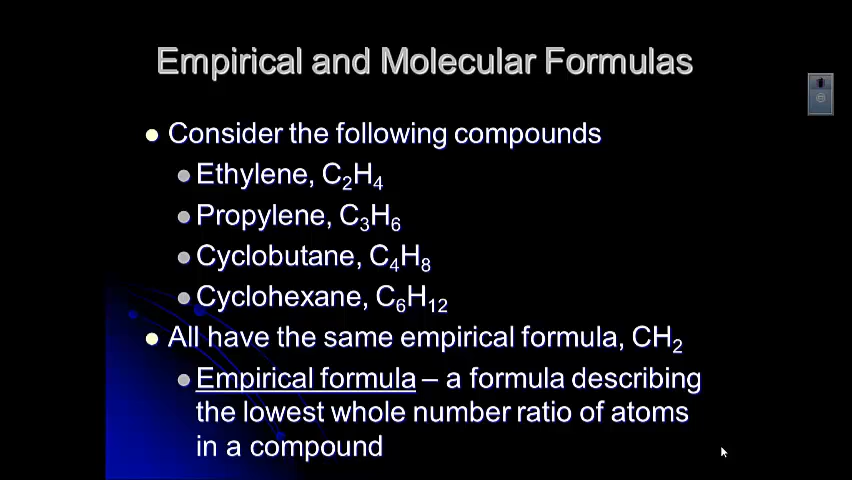 Empirical and Molecular Formulas
Consider the following compounds
Ethylene, C₂H₄
Propylene, C₃H₆
Cyclobutane, C₄H₈
Cyclohexane, C₆H₁₂
All have the same empirical formula, CH₂
Empirical formula – a formula describing
the lowest whole number ratio of atoms
in a compound